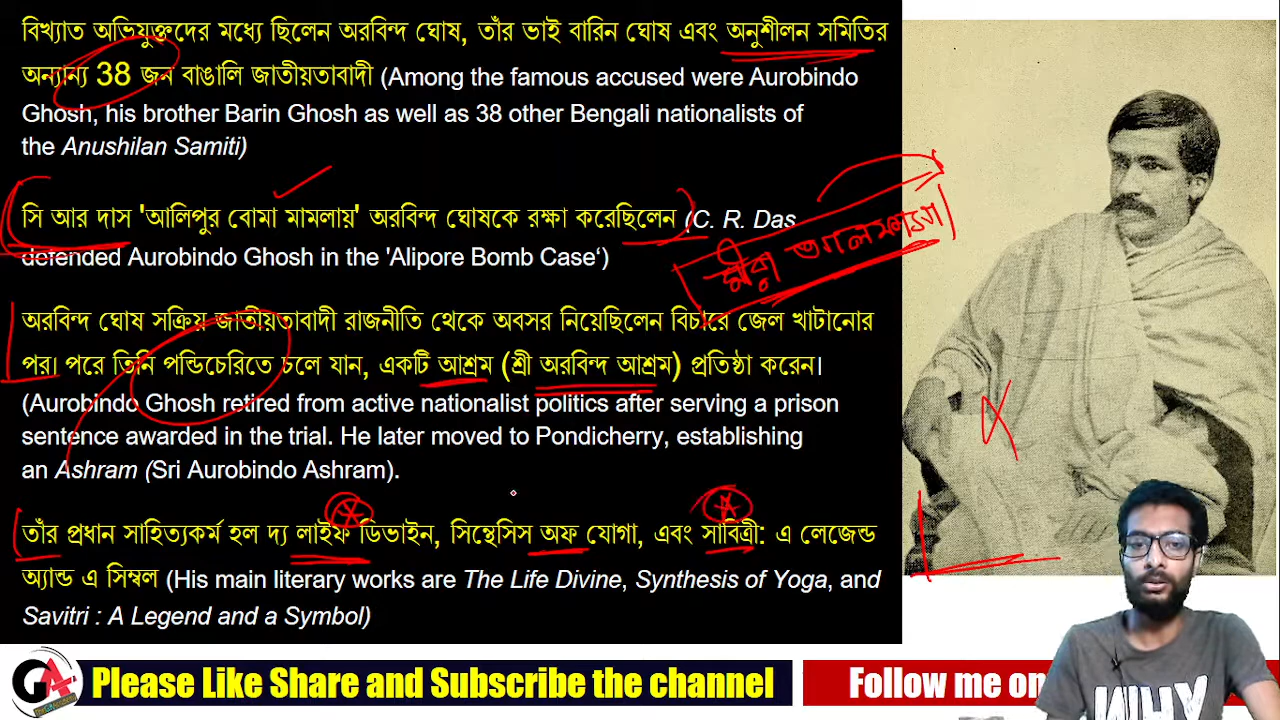 বিখ্যাত অভিযুক্তদের মধ্যে ছিলেন অরবিন্দ ঘোষ, তাঁর ভাই বারিন ঘোষ এবং অনুশীলন সমিতির
অন্যান্য 38 জন বাঙালি জাতীয়তাবাদী (Among the famous accused were Aurobindo
Ghosh, his brother Barin Ghosh as well as 38 other Bengali nationalists of
the Anushilan Samiti)
সি আর দাস 'আলিপুর বোমা মামলায়' অরবিন্দ ঘোষকে রক্ষা করেছিলেন (C. R. Das
defended Aurobindo Ghosh in the 'Alipore Bomb Case‘)
মীরা আলফাসা
অরবিন্দ ঘোষ সক্রিয় জাতীয়তাবাদী রাজনীতি থেকে অবসর নিয়েছিলেন বিচারে জেল খাটানোর
পর। পরে তিনি পন্ডিচেরিতে চলে যান, একটি আশ্রম (শ্রী অরবিন্দ আশ্রম) প্রতিষ্ঠা করেন।
(Aurobindo Ghosh retired from active nationalist politics after serving a prison
sentence awarded in the trial. He later moved to Pondicherry, establishing
an Ashram (Sri Aurobindo Ashram).
তাঁর প্রধান সাহিত্যকর্ম হল দ্য লাইফ ডিভাইন, সিন্থেসিস অফ যোগা, এবং সাবিত্রী: এ লেজেন্ড
অ্যান্ড এ সিম্বল (His main literary works are The Life Divine, Synthesis of Yoga, and
Savitri : A Legend and a Symbol)
GA
Please Like Share and Subscribe the channel
Follow me on
WHY